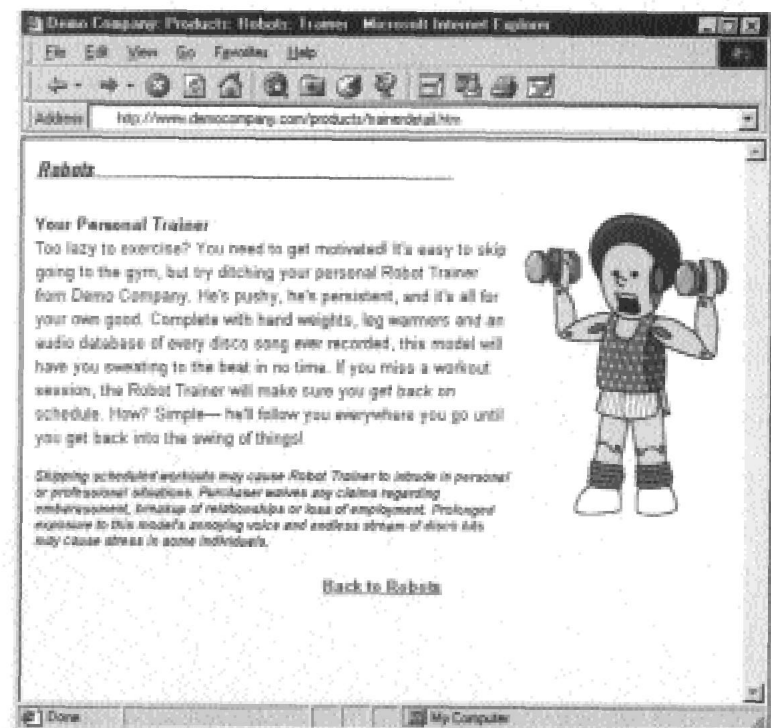 Demo Company: Products: Robots: Trainer - Microsoft Internet Explorer
File Edit View Go Favorites Help
Address http://www.democompany.com/products/trainerdetail.htm
Robots
Your Personal Trainer
Too lazy to exercise? You need to get motivated! It's easy to skip
going to the gym, but try ditching your personal Robot Trainer
from Demo Company. He's pushy, he's persistent, and it's all for
your own good. Complete with hand weights, leg warmers and an
audio database of every disco song ever recorded, this model will
have you sweating to the beat in no time. If you miss a workout
session, the Robot Trainer will make sure you get back on
schedule. How? Simple— he'll follow you everywhere you go until
you get back into the swing of things!
Skipping scheduled workouts may cause Robot Trainer to intrude in personal
or professional situations. Purchaser waives any claims regarding
embarassment, breakup of relationships or loss of employment. Prolonged
exposure to this model's annoying voice and endless stream of disco hits
may cause stress in some individuals.
Back to Robots
Done My Computer